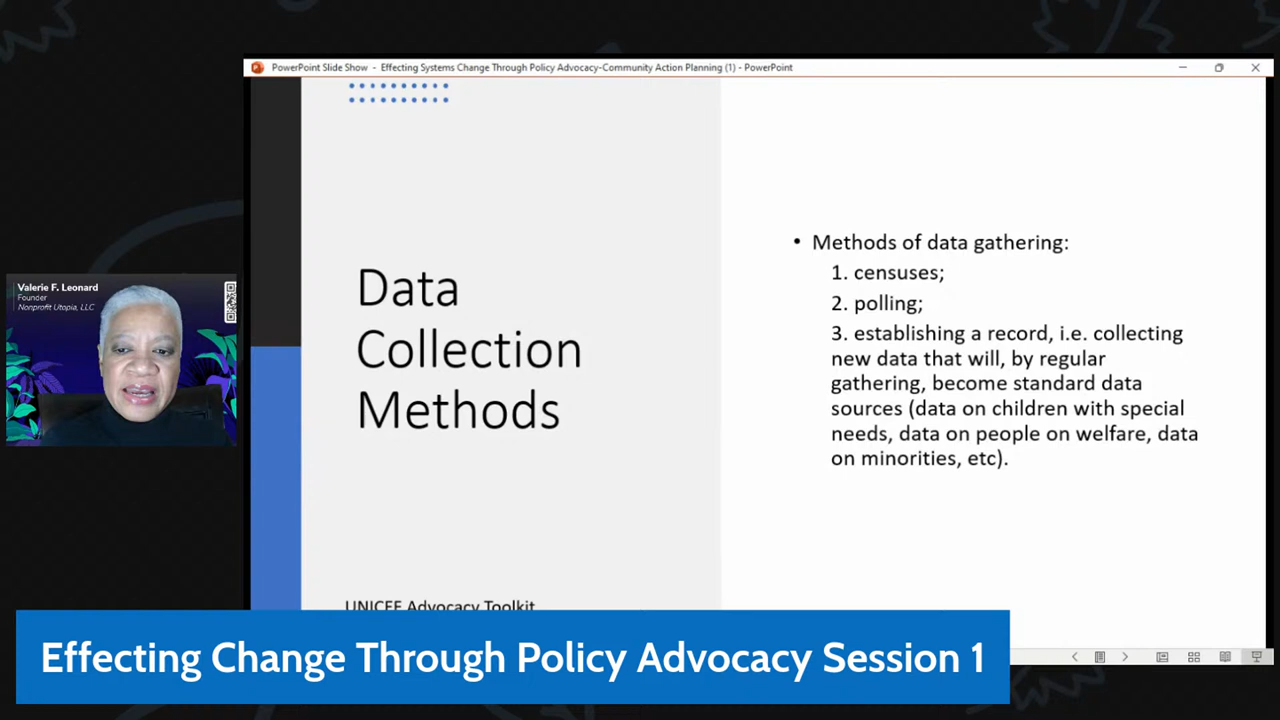 PowerPoint Slide Show - Effecting Systems Change Through Policy Advocacy-Community Action Planning (1) - PowerPoint
Valerie F. Leonard
Founder
Nonprofit Utopia, LLC
Data
Collection
Methods
• Methods of data gathering:
1. censuses;
2. polling;
3. establishing a record, i.e. collecting
new data that will, by regular
gathering, become standard data
sources (data on children with special
needs, data on people on welfare, data
on minorities, etc).
UNICEF Advocacy Toolkit
Effecting Change Through Policy Advocacy Session 1